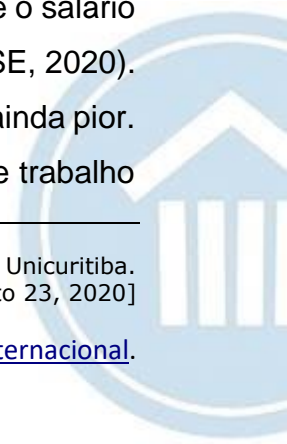 e o salário
SE, 2020).
ainda pior.
e trabalho
Unicuritiba.
to 23, 2020]
ternacional.